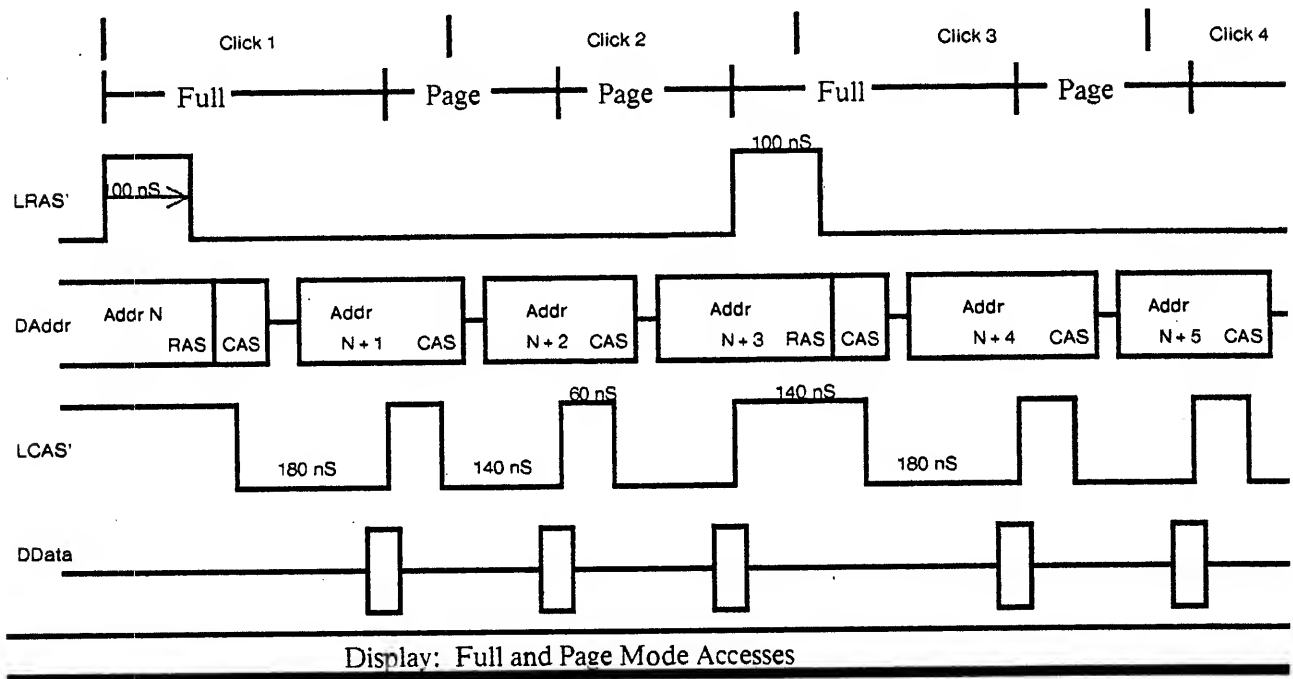 Click 1 Click 2 Click 3 Click 4
Full Page Page Full Page
100 nS
100 nS
LRAS'
Addr N Addr Addr Addr Addr Addr
DAddr
RAS CAS N + 1 CAS N + 2 CAS N + 3 RAS CAS N + 4 CAS N + 5 CAS
60 nS 140 nS
LCAS'
180 nS 140 nS 180 nS
DData
Display: Full and Page Mode Accesses